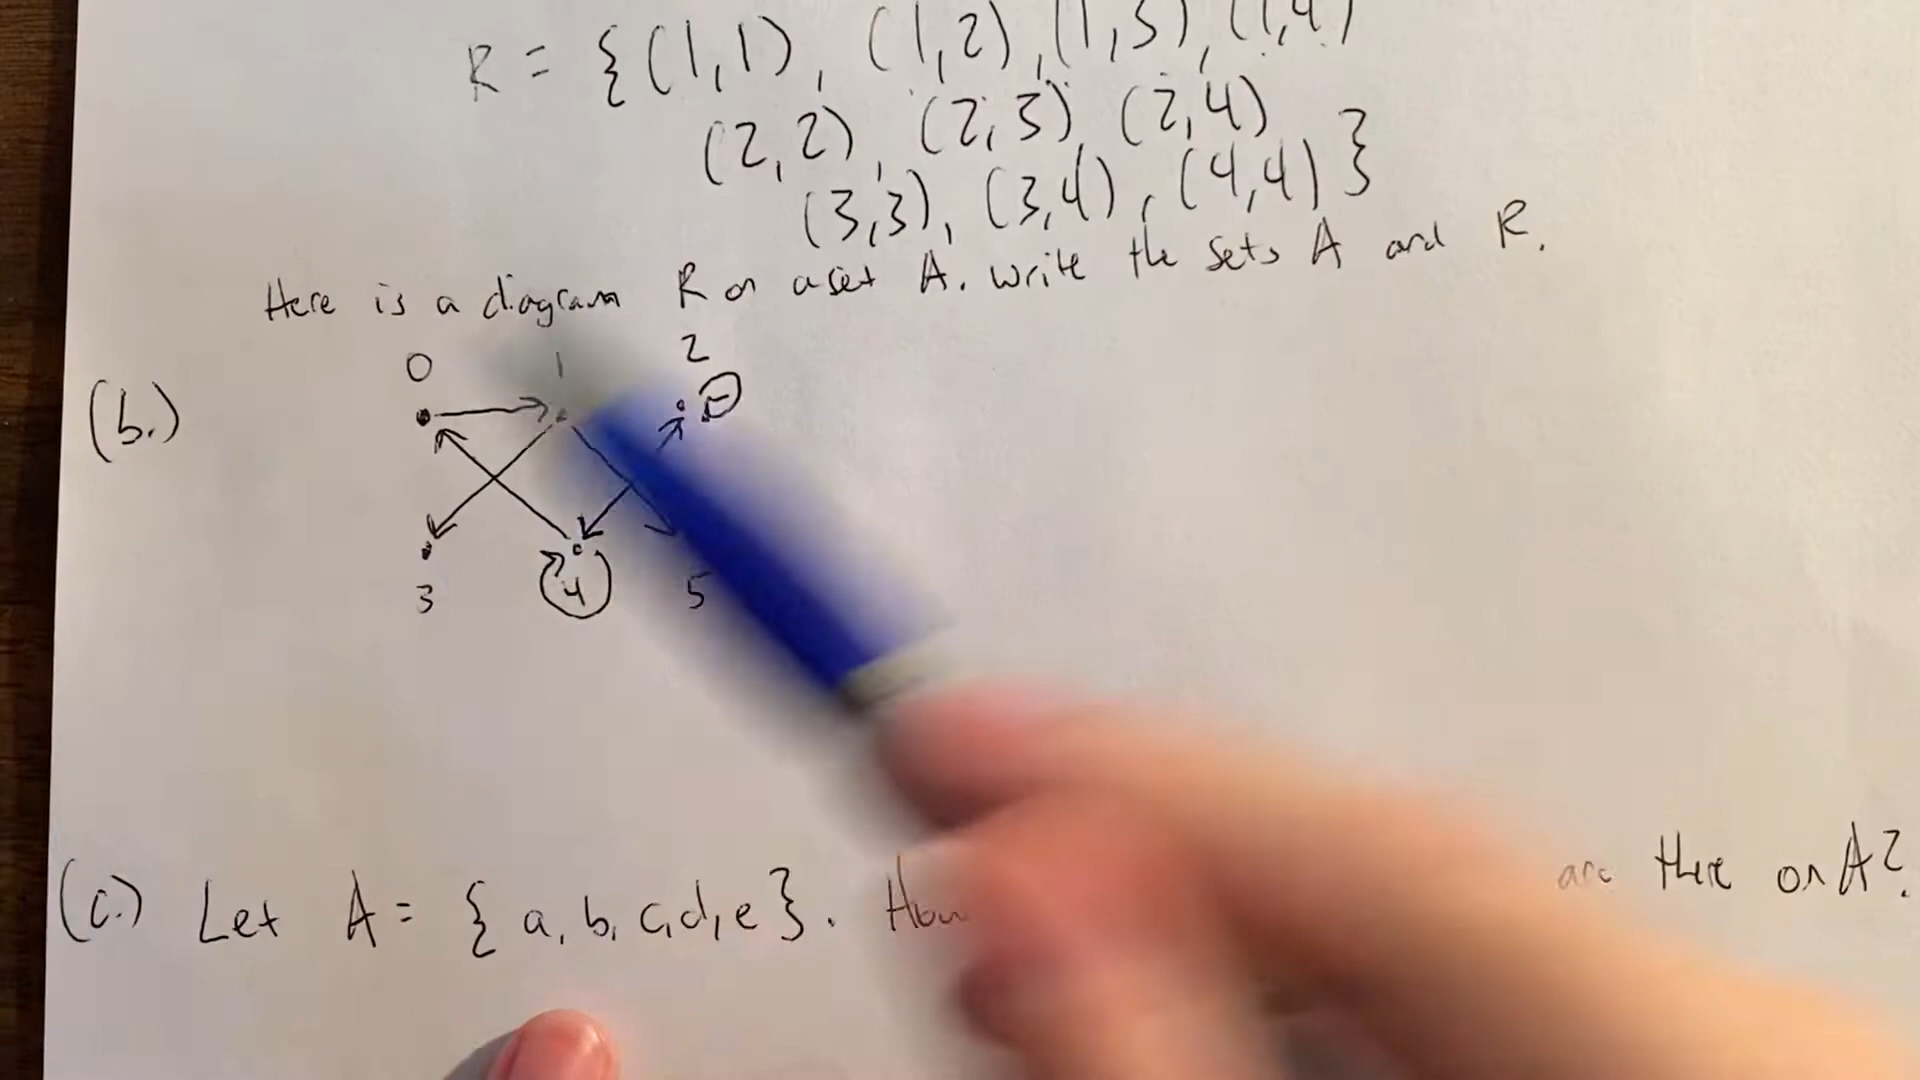 R = {(1,1), (1,2), (1,3), (1,4)
(2,2), (2,3), (2,4)
(3,3), (3,4), (4,4)}
Here is a diagram R on a set A. Write the sets A and R.
0 1 2
(b.)
3 4 5
(c.) Let A = {a, b, c, d, e}. How are there on A?